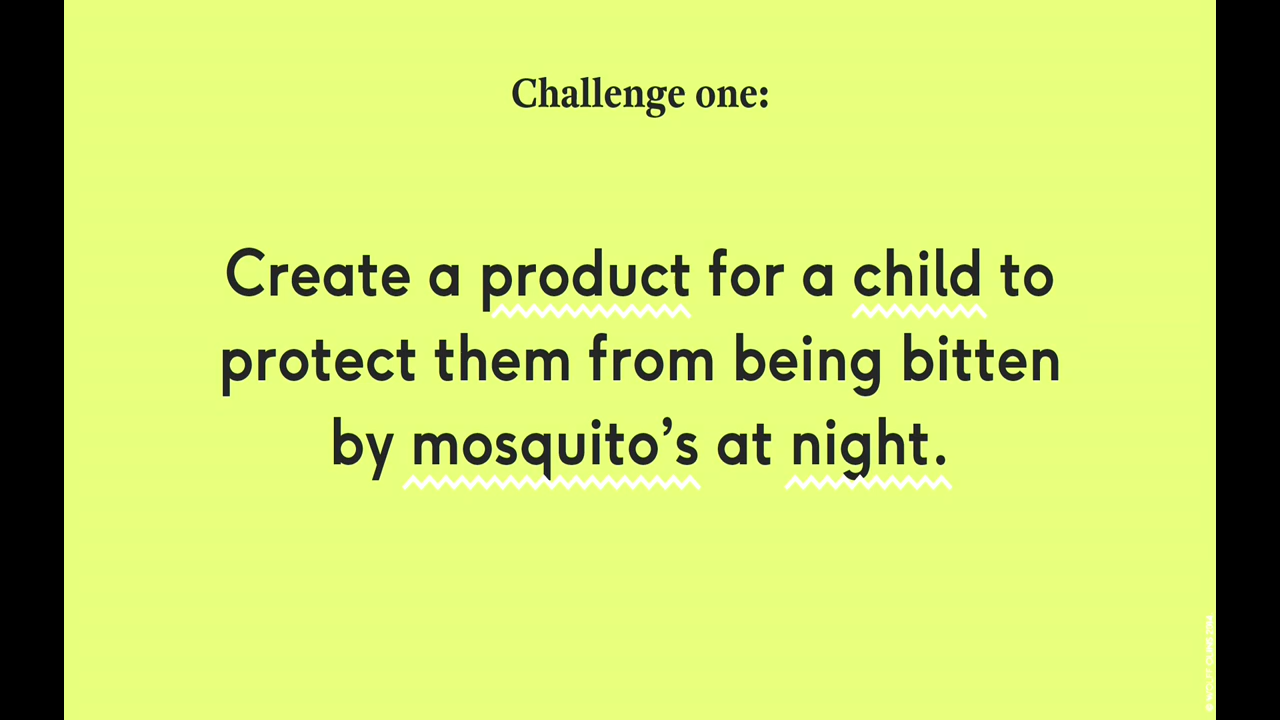 Challenge one:
Create a product for a child to
protect them from being bitten
by mosquito’s at night.